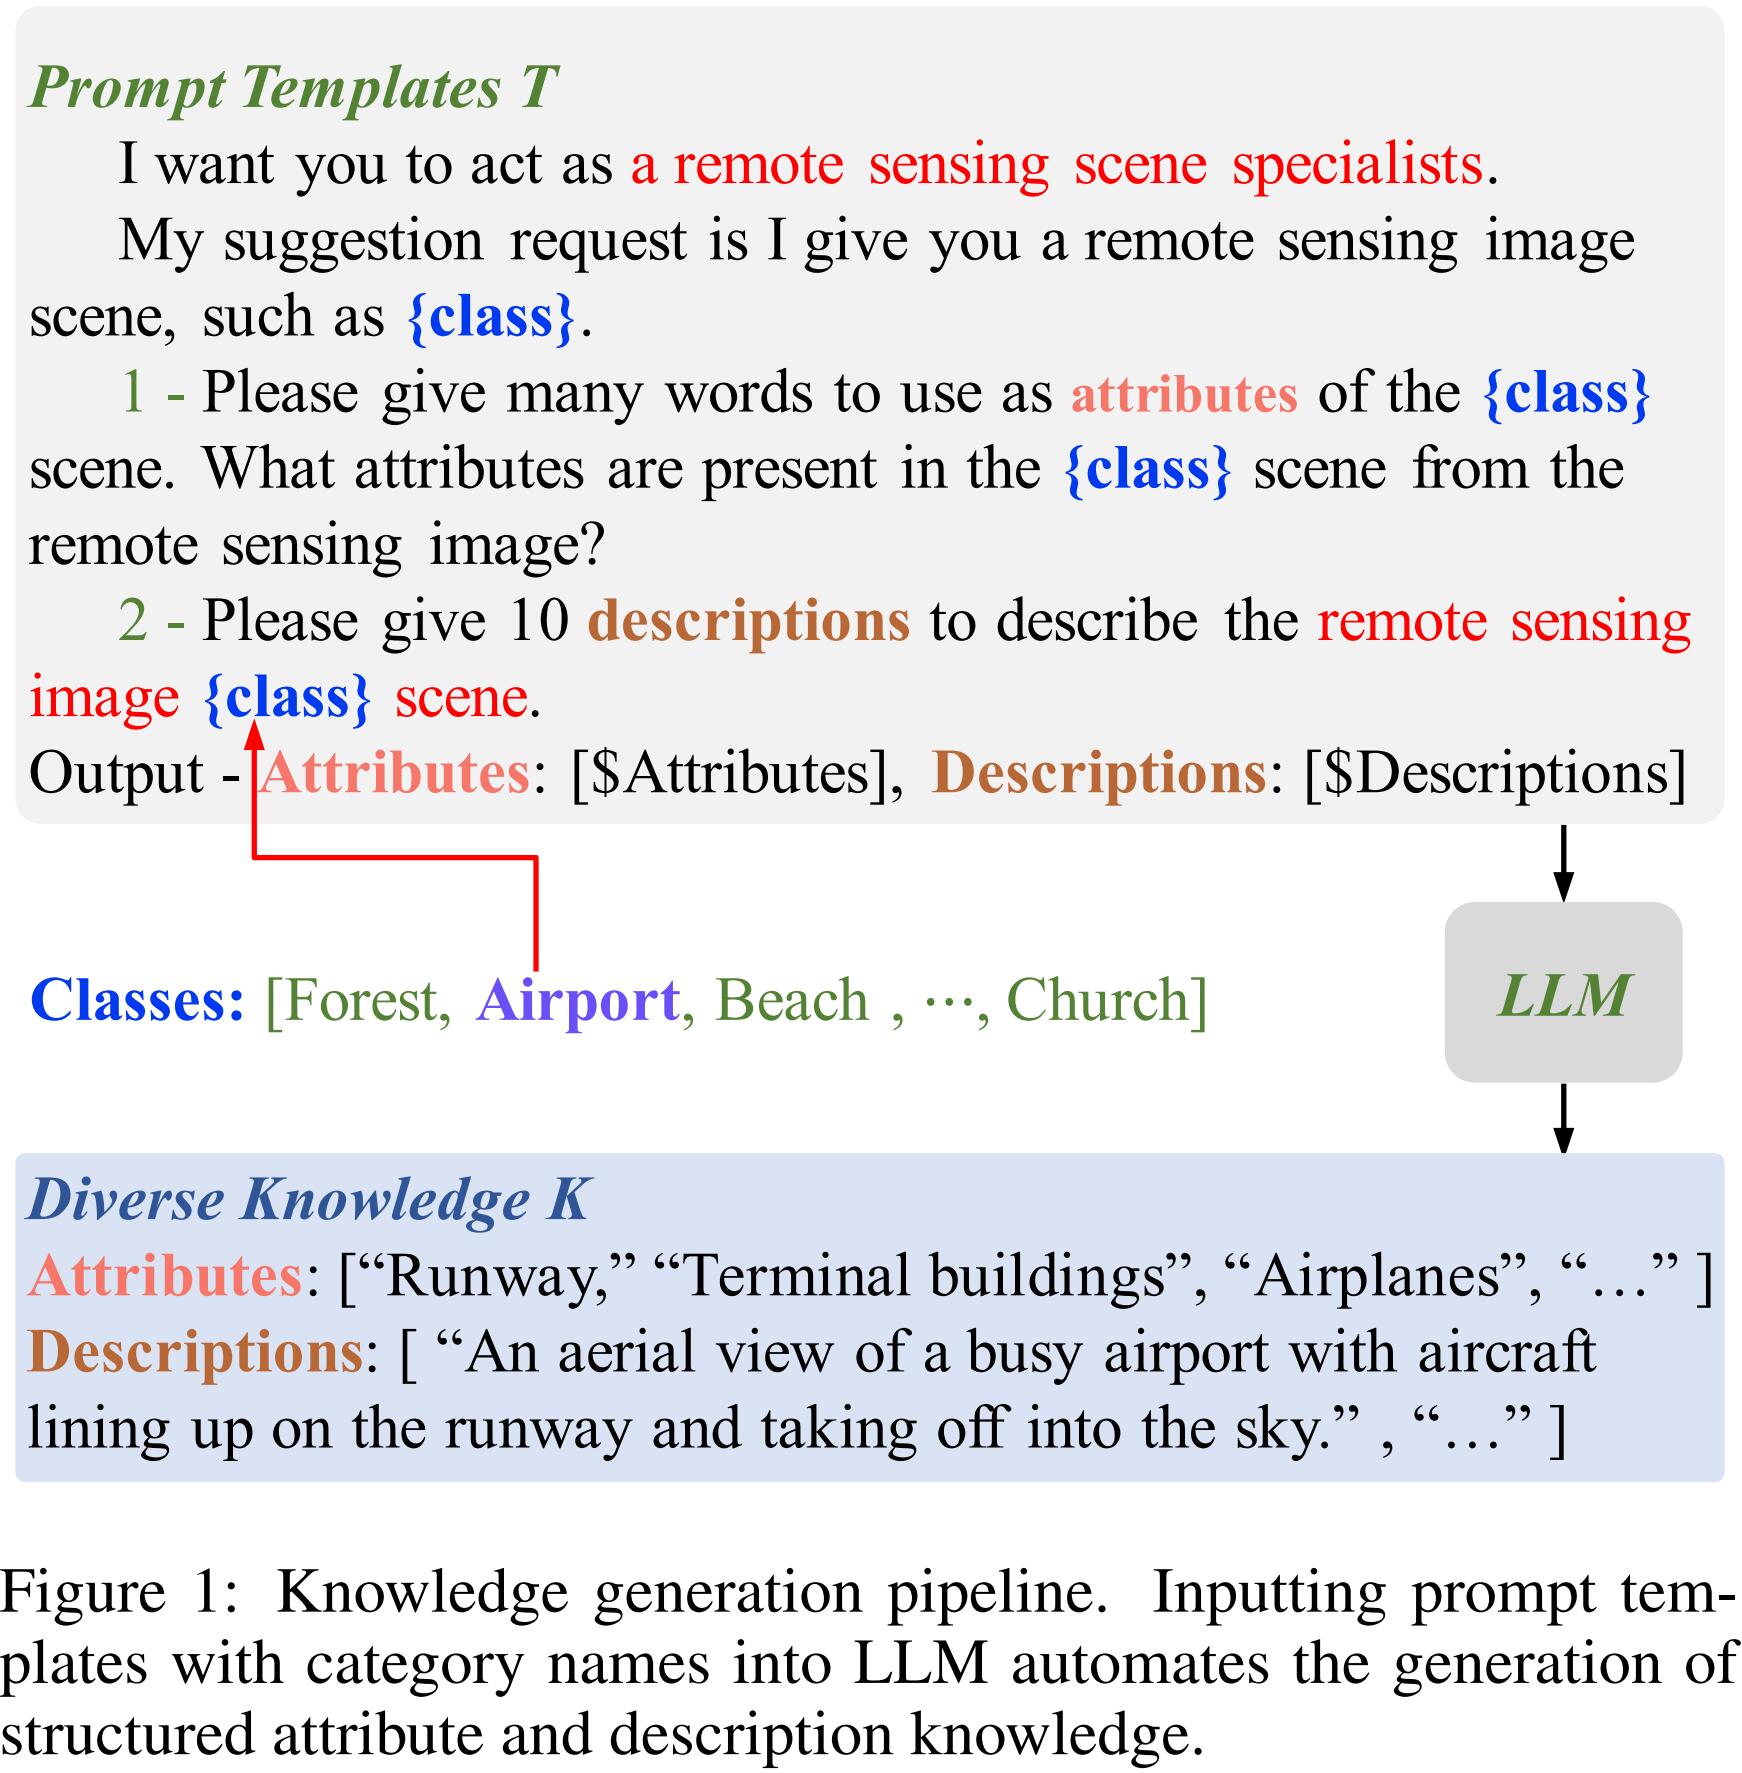 Prompt Templates T
I want you to act as a remote sensing scene specialists.
My suggestion request is I give you a remote sensing image
scene, such as {class}.
1 - Please give many words to use as attributes of the {class}
scene. What attributes are present in the {class} scene from the
remote sensing image?
2 - Please give 10 descriptions to describe the remote sensing
image {class} scene.
Output - Attributes: [$Attributes], Descriptions: [$Descriptions]
Classes: [Forest, Airport, Beach , ⋯, Church]
LLM
Diverse Knowledge K
Attributes: [“Runway,” “Terminal buildings”, “Airplanes”, “…” ]
Descriptions: [ “An aerial view of a busy airport with aircraft
lining up on the runway and taking off into the sky.” , “…” ]
Figure 1: Knowledge generation pipeline. Inputting prompt tem-
plates with category names into LLM automates the generation of
structured attribute and description knowledge.